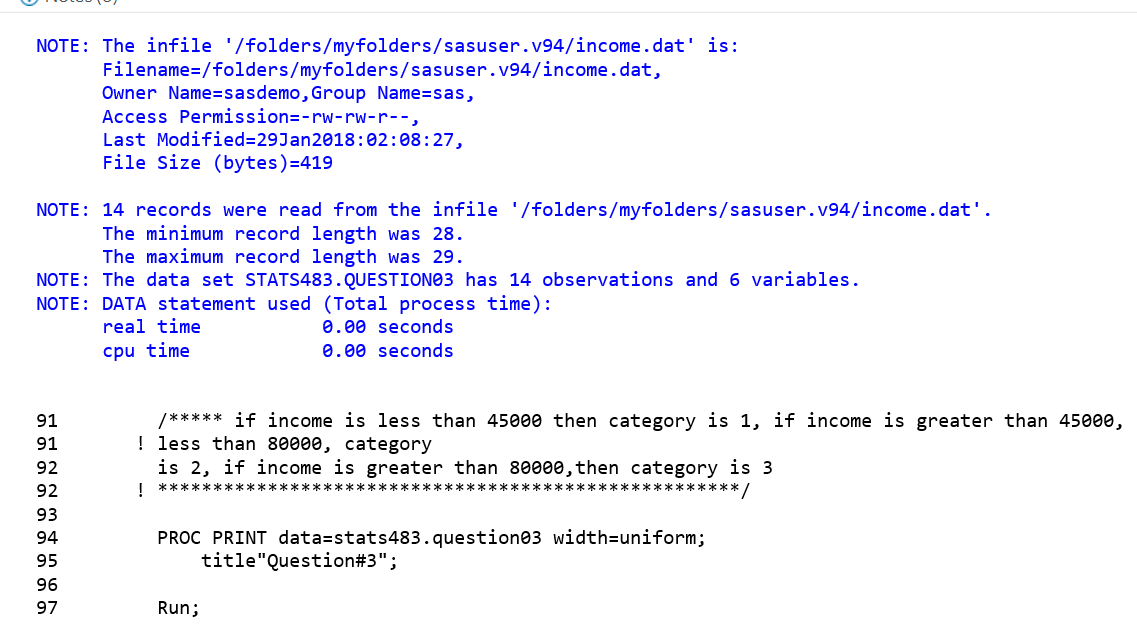 NOTE: The infile '/folders/myfolders/sasuser.v94/income.dat' is:
Filename=/folders/myfolders/sasuser.v94/income.dat,
Owner Name=sasdemo,Group Name=sas,
Access Permission=-rw-rw-r--,
Last Modified=29Jan2018:02:08:27,
File Size (bytes)=419
NOTE: 14 records were read from the infile '/folders/myfolders/sasuser.v94/income.dat'.
The minimum record length was 28.
The maximum record length was 29.
NOTE: The data set STATS483.QUESTION03 has 14 observations and 6 variables.
NOTE: DATA statement used (Total process time):
real time 0.00 seconds
cpu time 0.00 seconds
91 /***** if income is less than 45000 then category is 1, if income is greater than 45000,
91 ! less than 80000, category
92 is 2, if income is greater than 80000,then category is 3
92 ! *****************************************************/
93
94 PROC PRINT data=stats483.question03 width=uniform;
95 title"Question#3";
96
97 Run;